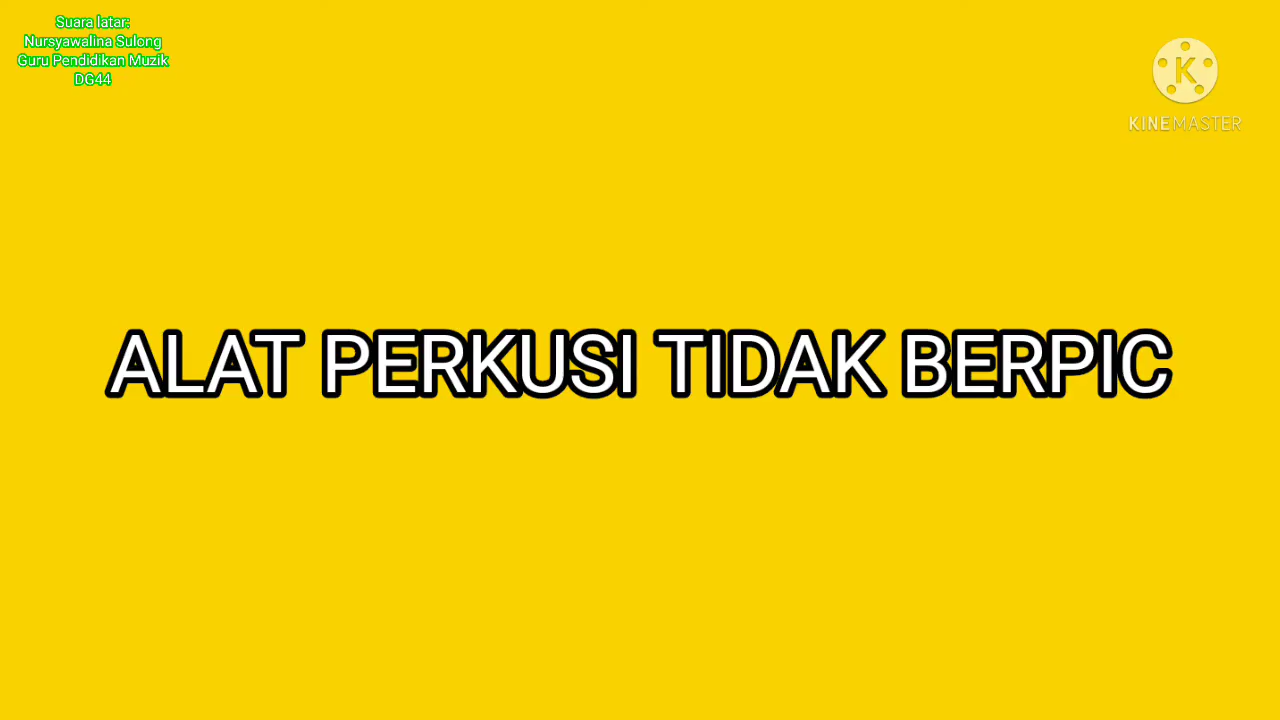 Suara latar:
Nursyawalina Sulong
Guru Pendidikan Muzik
DG44
K
KINEMASTER
ALAT PERKUSI TIDAK BERPIC